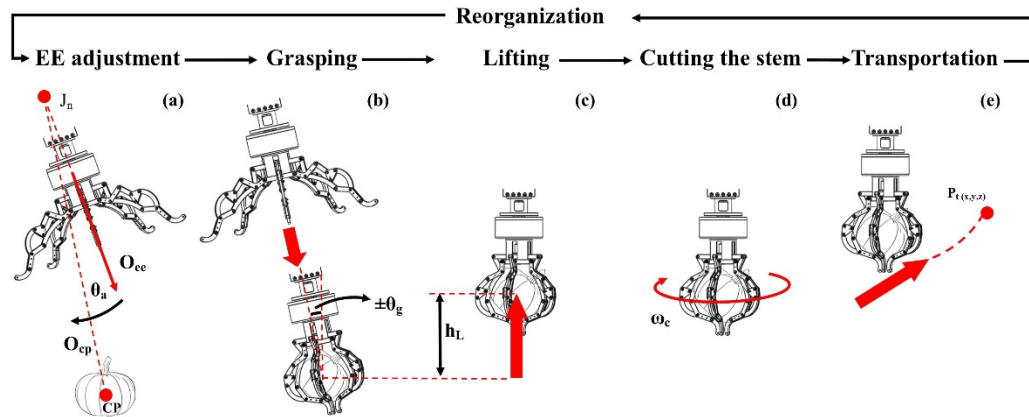 Reorganization
EE adjustment
Grasping
Lifting
Cutting the stem
Transportation
(a)
(b)
(c)
(d)
(e)
Jn
Oee
θa
Ocp
CP
±θg
hL
ωc
Pt (x,y,z)